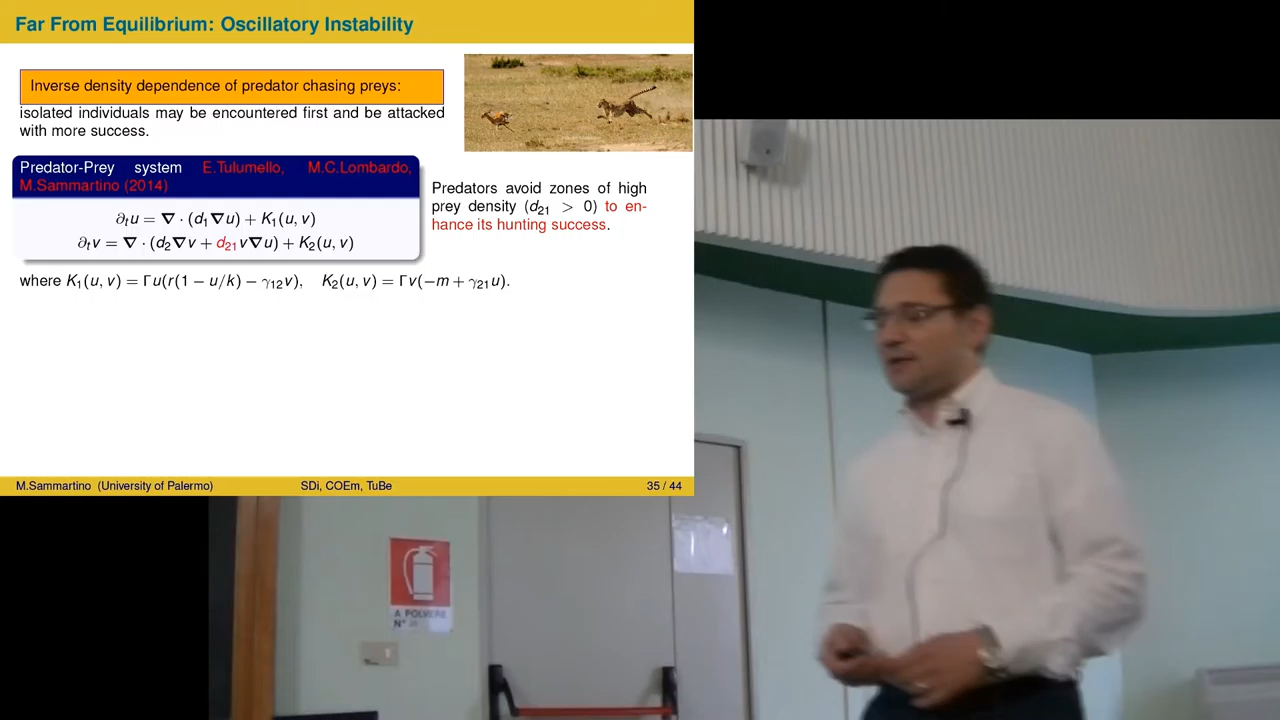 Far From Equilibrium: Oscillatory Instability
Inverse density dependence of predator chasing preys:
isolated individuals may be encountered first and be attacked
with more success.
Predator-Prey system E.Tulumello, M.C.Lombardo,
M.Sammartino (2014)
∂ₜu = ∇ · (d₁∇u) + K₁(u, v)
∂ₜv = ∇ · (d₂∇v + d₂₁v∇u) + K₂(u, v)
Predators avoid zones of high
prey density (d₂₁ > 0) to en-
hance its hunting success.
where K₁(u, v) = Γu(r(1 − u/k) − γ₁₂v), K₂(u, v) = Γv(−m + γ₂₁u).
M.Sammartino (University of Palermo) SDi, COEm, TuBe 35 / 44
A POLVERE